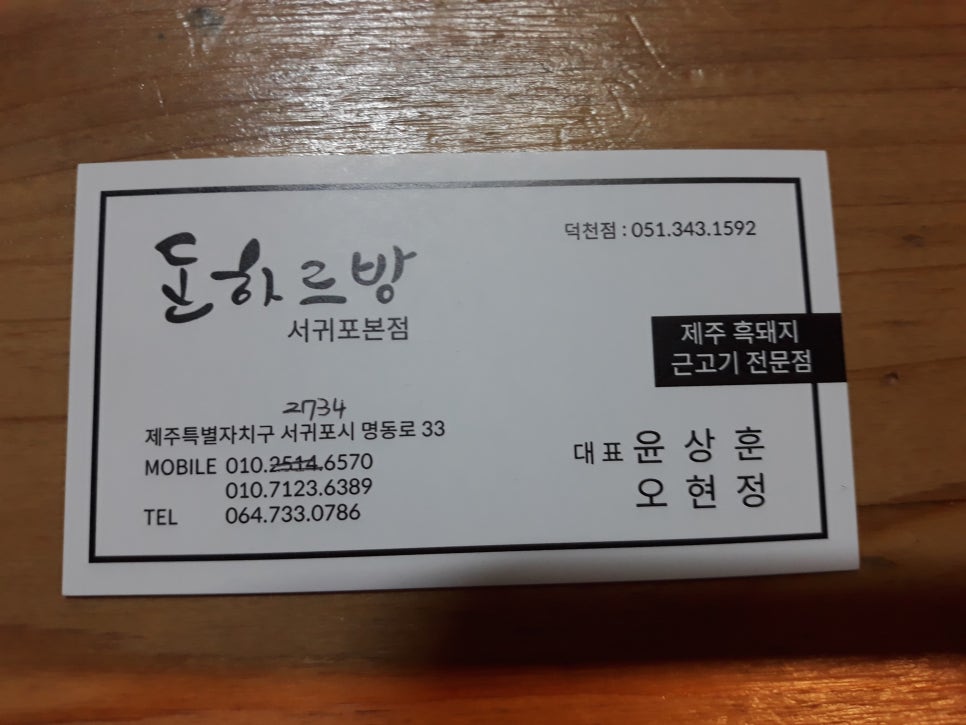 덕천점 : 051.343.1592
돈하르방
서귀포본점
제주 흑돼지
근고기 전문점
2734
제주특별자치구 서귀포시 명동로 33
MOBILE 010.2514.6570
010.7123.6389
TEL 064.733.0786
대표 윤상훈
오현정